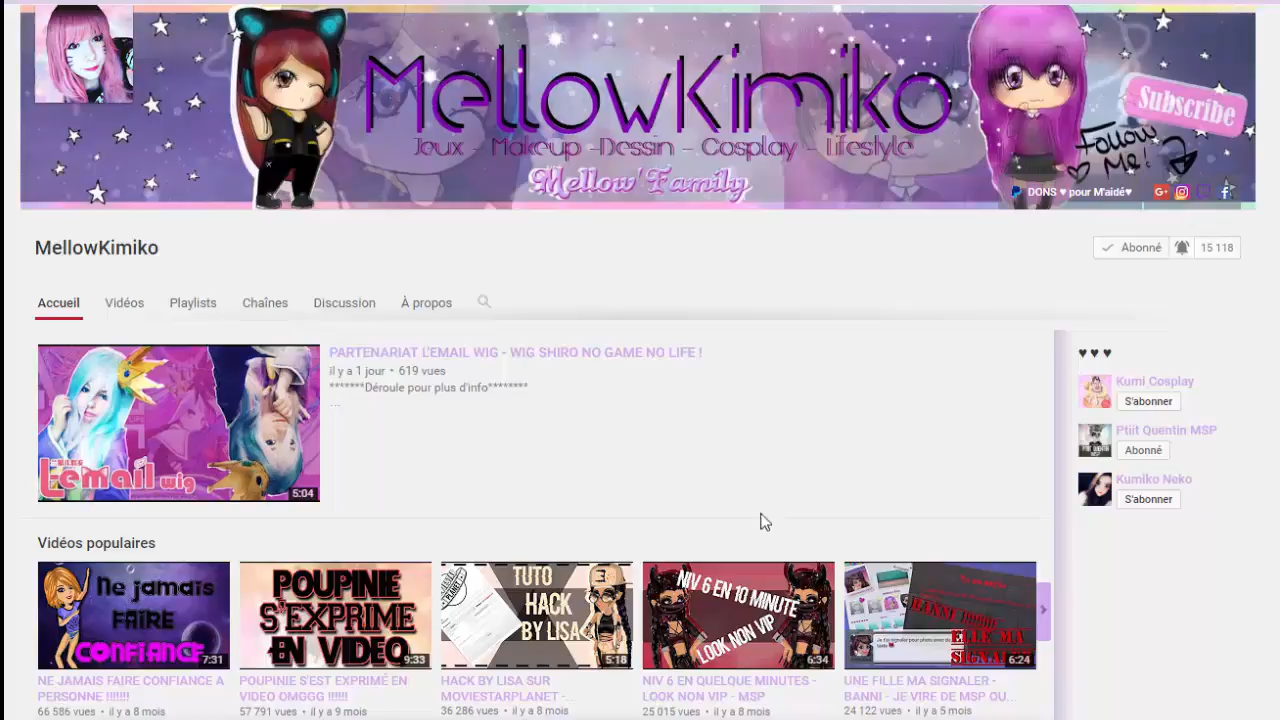 MellowKimiko
Jeux - Makeup -Dessin - Cosplay - Lifestyle
Mellow'Family
Subscribe
Follow
Me!
DONS ♥ pour M'aidé♥
MellowKimiko
Abonné 15 118
Accueil Vidéos Playlists Chaînes Discussion À propos
PARTENARIAT L'EMAIL WIG - WIG SHIRO NO GAME NO LIFE !
il y a 1 jour • 619 vues
*******Déroule pour plus d'info********
...
L'email wig
5:04
♥ ♥ ♥
Kumi Cosplay
S'abonner
Ptiit Quentin MSP
Abonné
Kumiko Neko
S'abonner
Vidéos populaires
Ne jamais
FAIRE
CONFIANCE
7:31
NE JAMAIS FAIRE CONFIANCE A
PERSONNE !!!!!!!
66 586 vues • il y a 8 mois
POUPINIE
S'EXPRIME
EN VIDEO
9:33
POUPINIE S'EST EXPRIMÉ EN
VIDEO OMGGG !!!!!!
57 791 vues • il y a 9 mois
TUTO
HACK
BY LISA
5:18
HACK BY LISA SUR
MOVIESTARPLANET -...
36 286 vues • il y a 8 mois
NIV 6 EN 10 MINUTE
LOOK NON VIP
6:34
NIV 6 EN QUELQUE MINUTES -
LOOK NON VIP - MSP
25 015 vues • il y a 8 mois
ELLE MA
6:24
UNE FILLE MA SIGNALER -
BANNI - JE VIRE DE MSP OU...
24 122 vues • il y a 5 mois